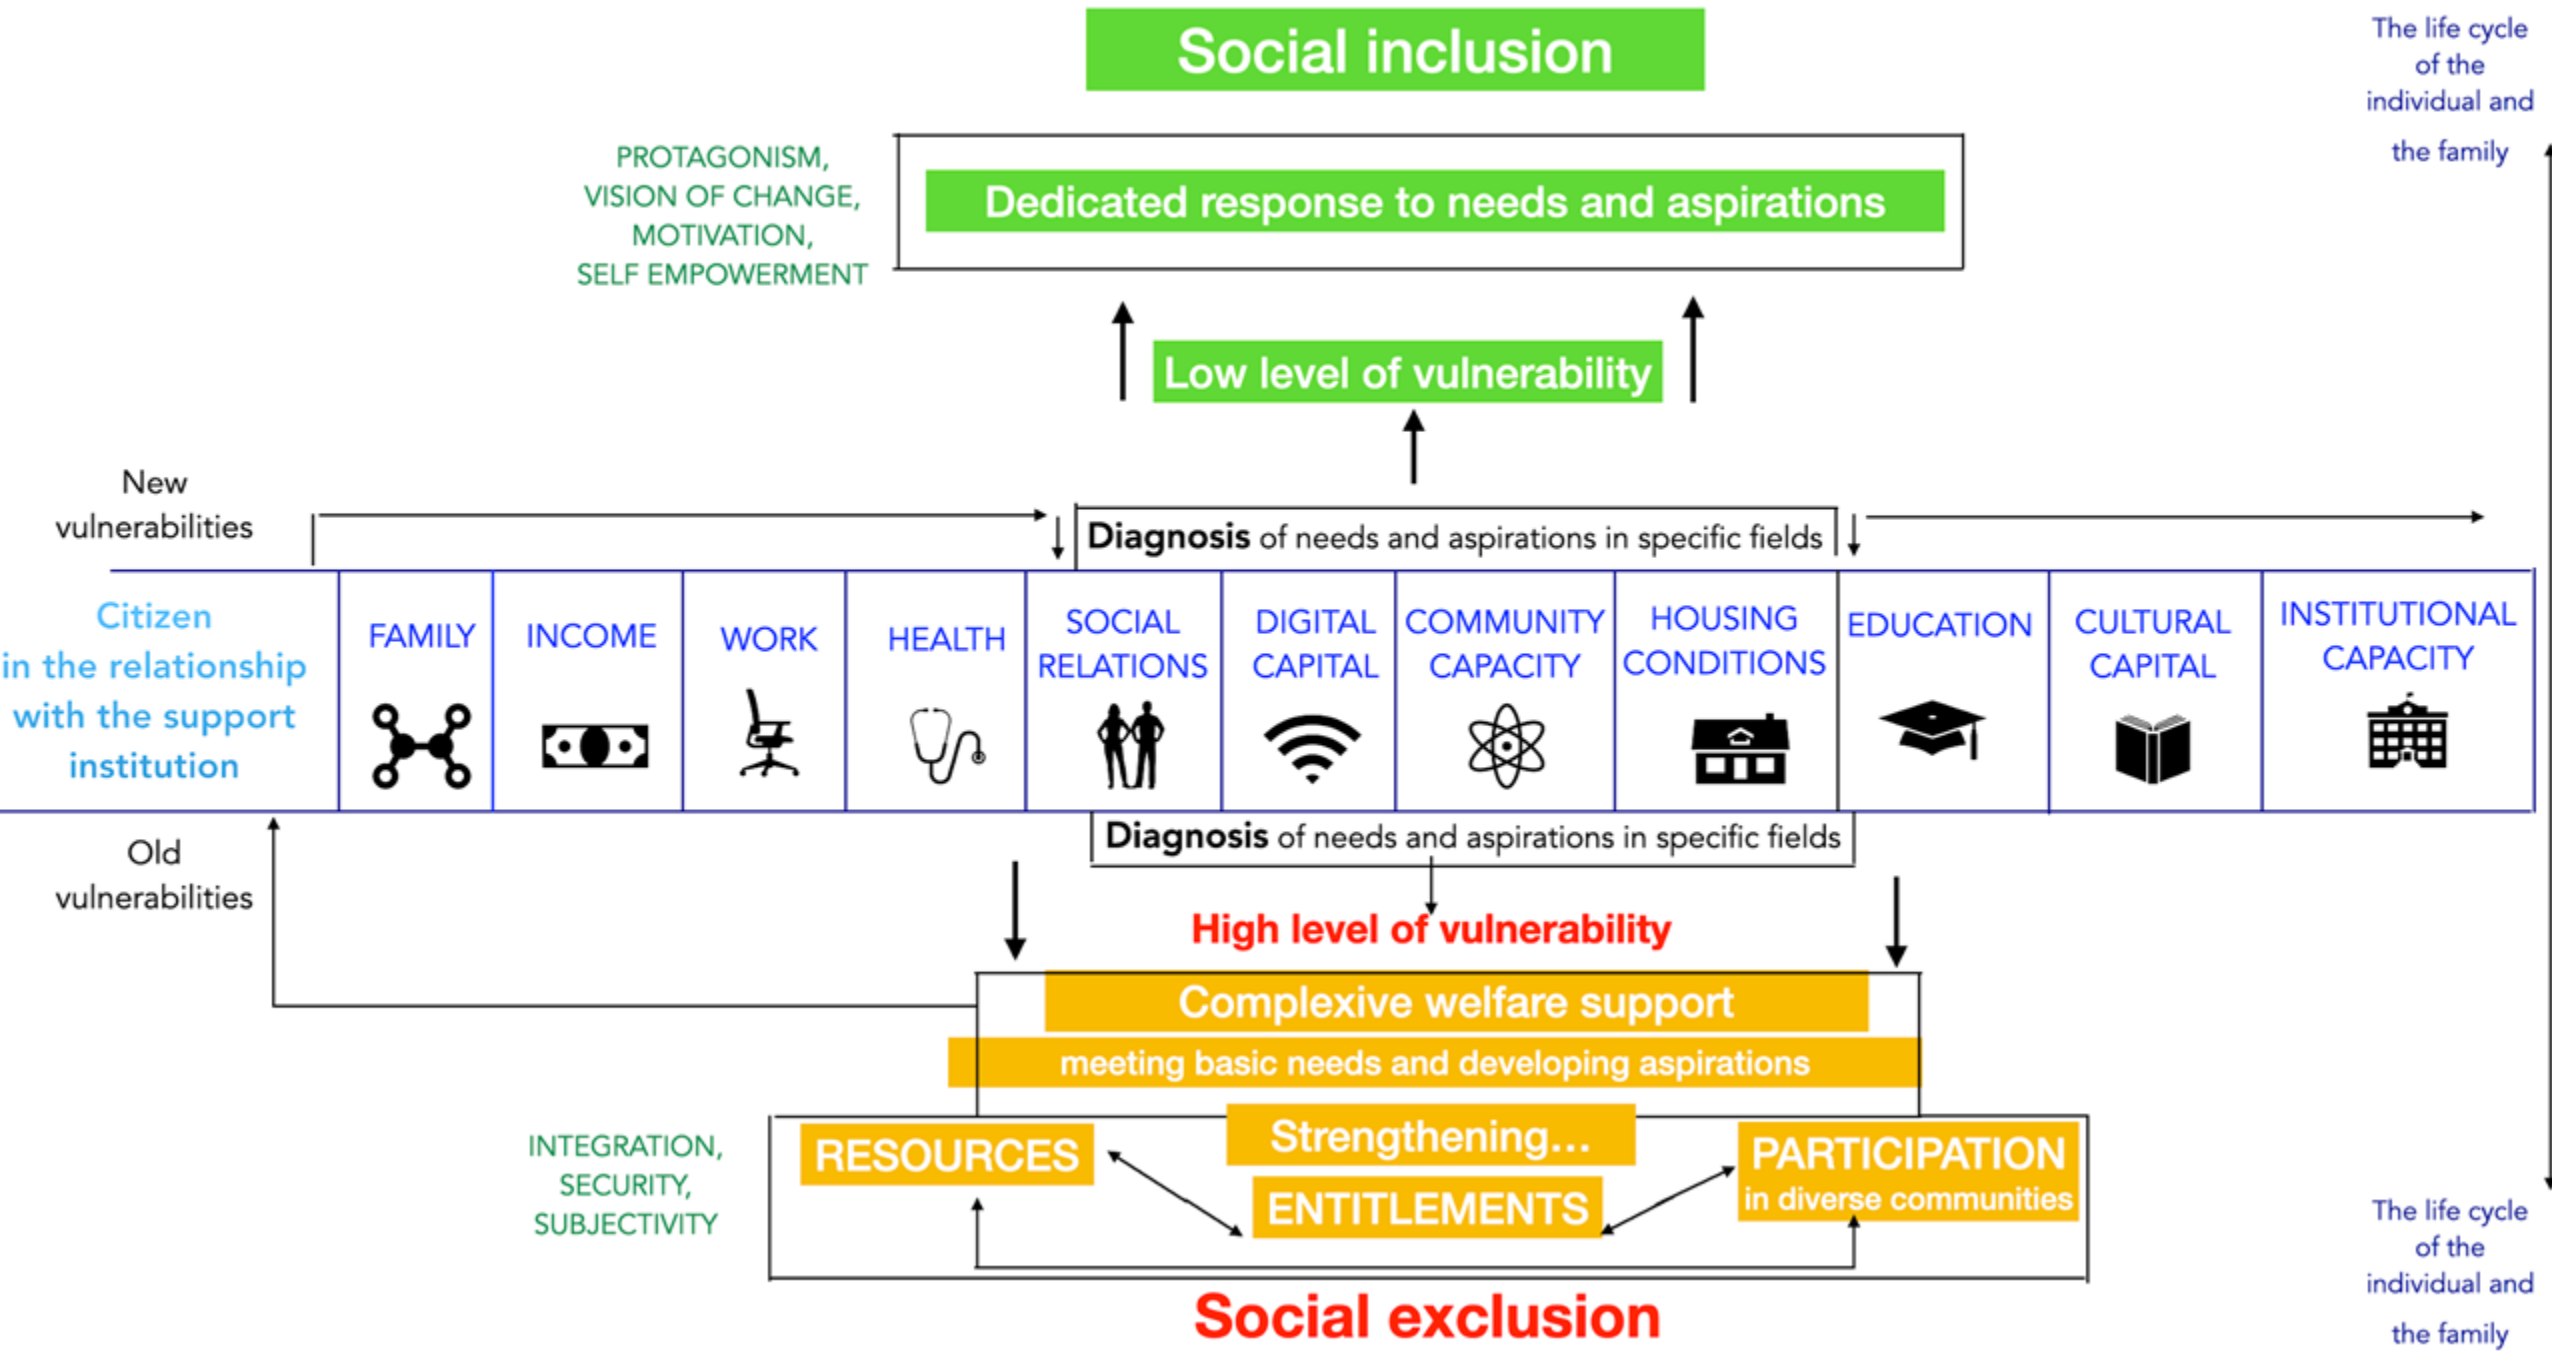 Social inclusion
The life cycle
of the
individual and
the family
PROTAGONISM,
VISION OF CHANGE,
MOTIVATION,
SELF EMPOWERMENT
Dedicated response to needs and aspirations
Low level of vulnerability
New
vulnerabilities
Diagnosis of needs and aspirations in specific fields
Citizen
in the relationship
with the support
institution
FAMILY
INCOME
WORK
HEALTH
SOCIAL
RELATIONS
DIGITAL
CAPITAL
COMMUNITY
CAPACITY
HOUSING
CONDITIONS
EDUCATION
CULTURAL
CAPITAL
INSTITUTIONAL
CAPACITY
Old
vulnerabilities
Diagnosis of needs and aspirations in specific fields
High level of vulnerability
Complexive welfare support
meeting basic needs and developing aspirations
INTEGRATION,
SECURITY,
SUBJECTIVITY
RESOURCES
Strengthening...
ENTITLEMENTS
PARTICIPATION
in diverse communities
Social exclusion
The life cycle
of the
individual and
the family